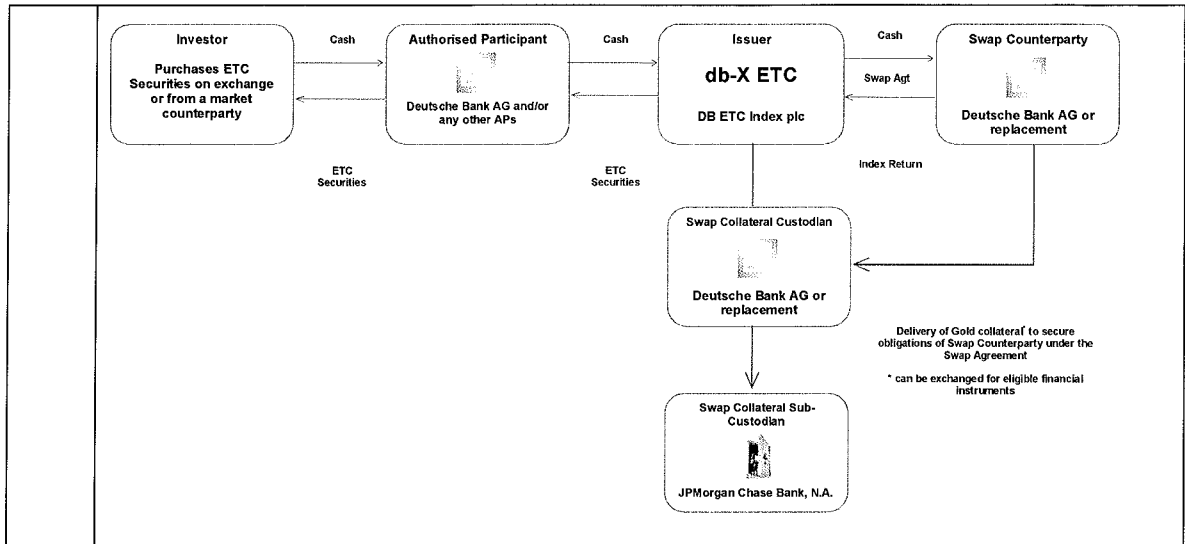 Investor
Purchases ETC
Securities on exchange
or from a market
counterparty
Cash
ETC
Securities
Authorised Participant
Deutsche Bank AG and/or
any other APs
Cash
ETC
Securities
Issuer
db-X ETC
DB ETC Index plc
Cash
Swap Agt
Index Return
Swap Counterparty
Deutsche Bank AG or
replacement
Swap Collateral Custodian
Deutsche Bank AG or
replacement
Delivery of Gold collateral* to secure
obligations of Swap Counterparty under the
Swap Agreement
* can be exchanged for eligible financial
instruments
Swap Collateral Sub-
Custodian
JPMorgan Chase Bank, N.A.